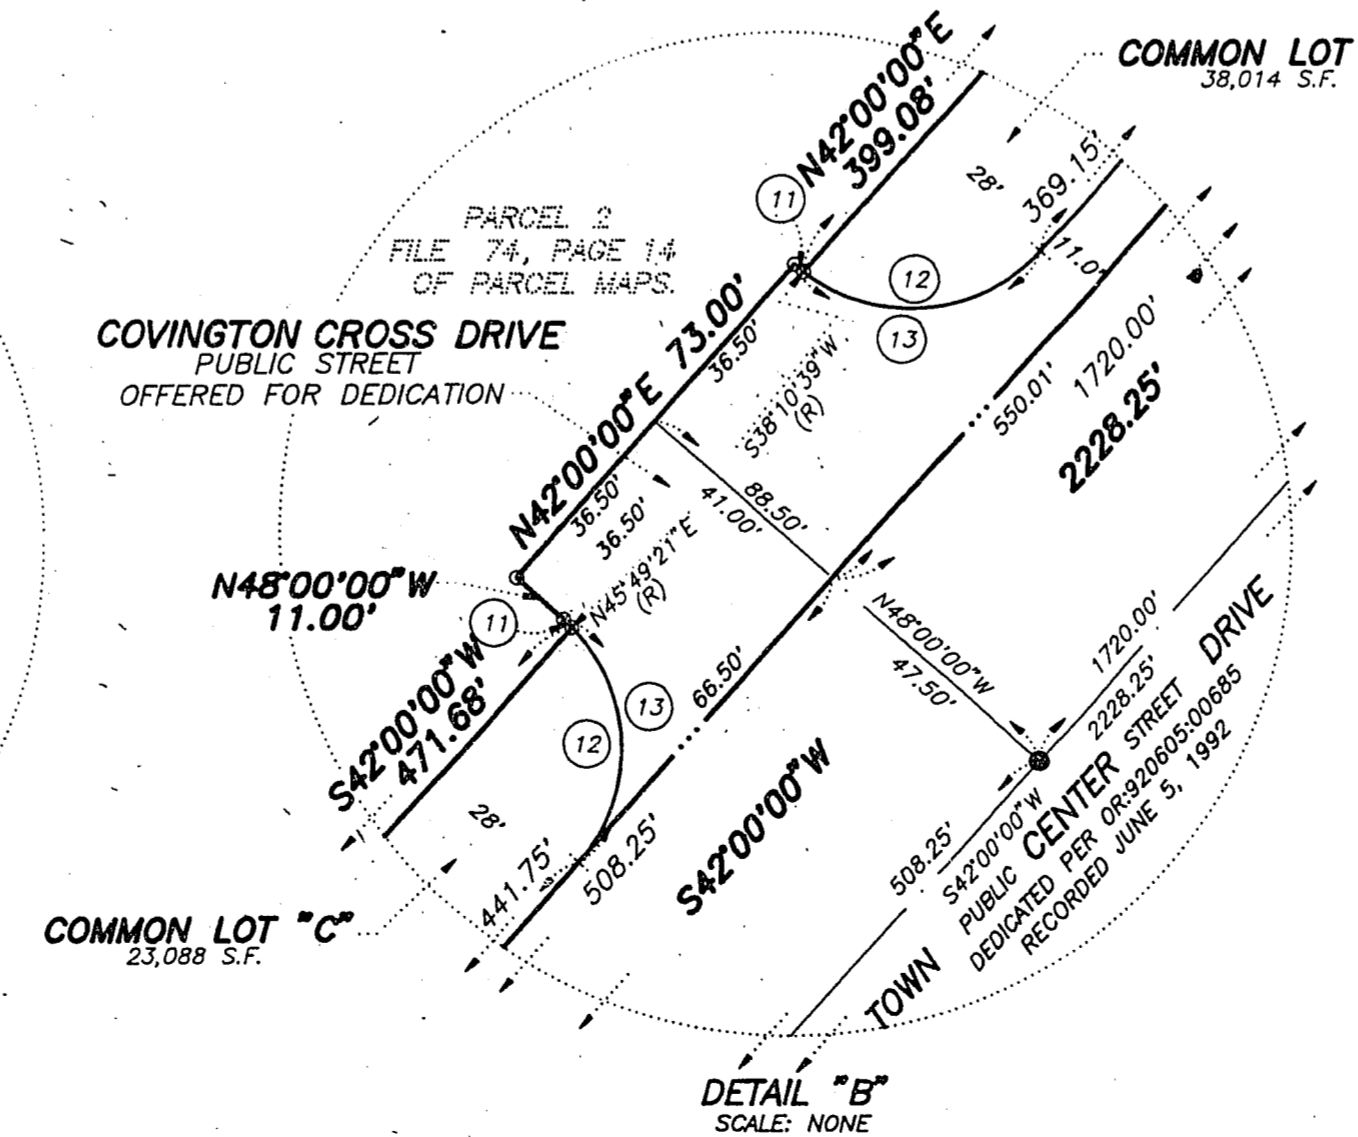 COMMON LOT
38,014 S.F.
N42°00'00"E
399.08'
11
28'
369.15'
11.0'
12
13
PARCEL 2
FILE 74, PAGE 14
OF PARCEL MAPS.
COVINGTON CROSS DRIVE
PUBLIC STREET
OFFERED FOR DEDICATION
N42°00'00"E 73.00'
36.50'
36.50'
36.50'
S38°10'39"W
(R)
N45°49'21"E
(R)
88.50'
41.00'
550.01'
1720.00'
2228.25'
N48°00'00"W
11.00'
11
S42°00'00"W
471.68'
13
12
66.50'
28'
441.75'
508.25'
S42°00'00"W
N48°00'00"W
47.50'
1720.00'
2228.25'
508.25'
S42°00'00"W
TOWN CENTER DRIVE
PUBLIC STREET
DEDICATED PER OR:920605:00685
RECORDED JUNE 5, 1992
COMMON LOT "C"
23,088 S.F.
DETAIL "B"
SCALE: NONE